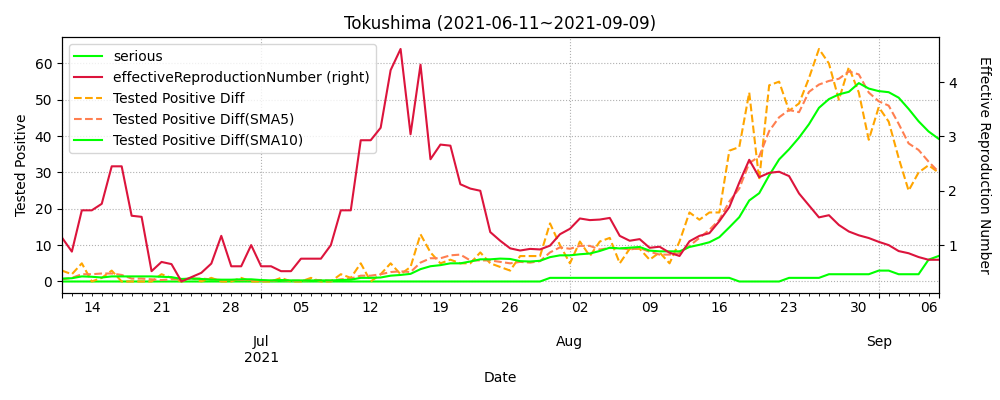 Tokushima (2021-06-11~2021-09-09)
serious
effectiveReproductionNumber (right)
Tested Positive Diff
Tested Positive Diff(SMA5)
Tested Positive Diff(SMA10)
Tested Positive
60
50
40
30
20
10
0
Effective Reproduction Number
4
3
2
1
14 21 28 05 12 19 26 02 09 16 23 30 06
Jul Aug Sep
2021
Date